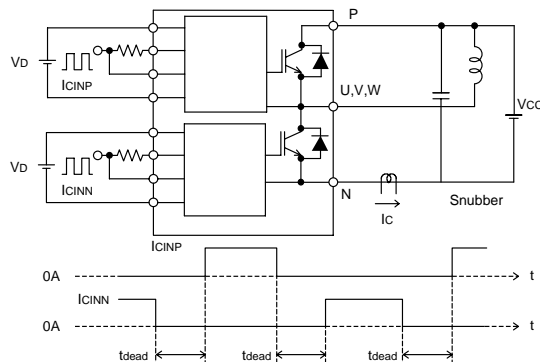 P
VD
ICINP
U,V,W
VCC
VD
ICINN
N
IC
Snubber
ICINP
0A
t
ICINN
0A
t
tdead
tdead
tdead